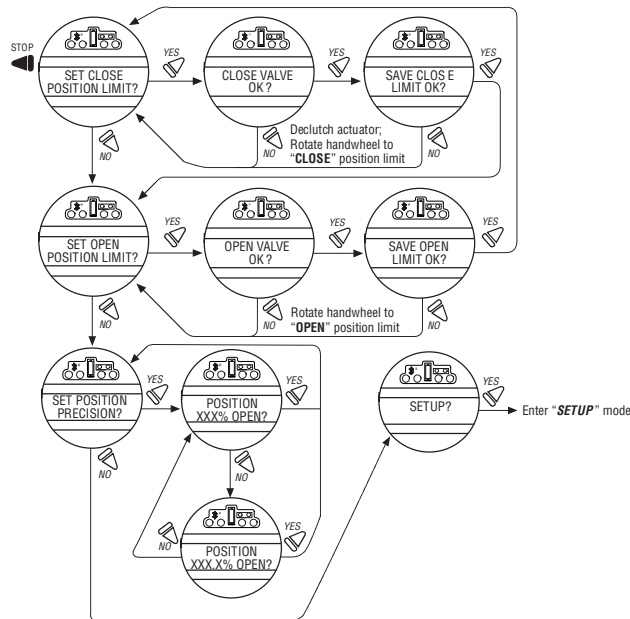 STOP
SET CLOSE
POSITION LIMIT?
YES
CLOSE VALVE
OK?
YES
SAVE CLOS E
LIMIT OK?
YES
NO
NO
Declutch actuator;
Rotate handwheel to
“CLOSE” position limit
NO
SET OPEN
POSITION LIMIT?
YES
OPEN VALVE
OK?
YES
SAVE OPEN
LIMIT OK?
YES
NO
NO
Rotate handwheel to
“OPEN” position limit
NO
SET POSITION
PRECISION?
YES
POSITION
XXX% OPEN?
YES
SETUP?
YES
Enter “SETUP” mode
NO
NO
NO
POSITION
XXX.X% OPEN?
YES